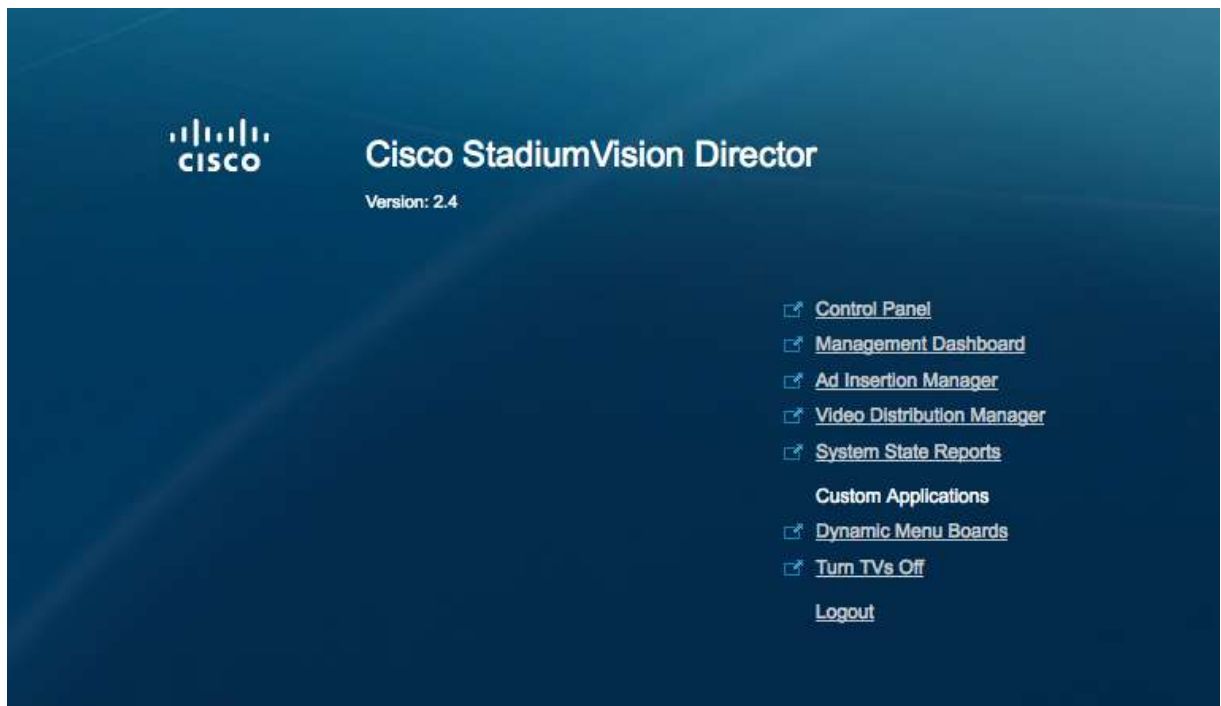 CISCO
Cisco StadiumVision Director
Version: 2.4
Control Panel
Management Dashboard
Ad Insertion Manager
Video Distribution Manager
System State Reports
Custom Applications
Dynamic Menu Boards
Turn TVs Off
Logout